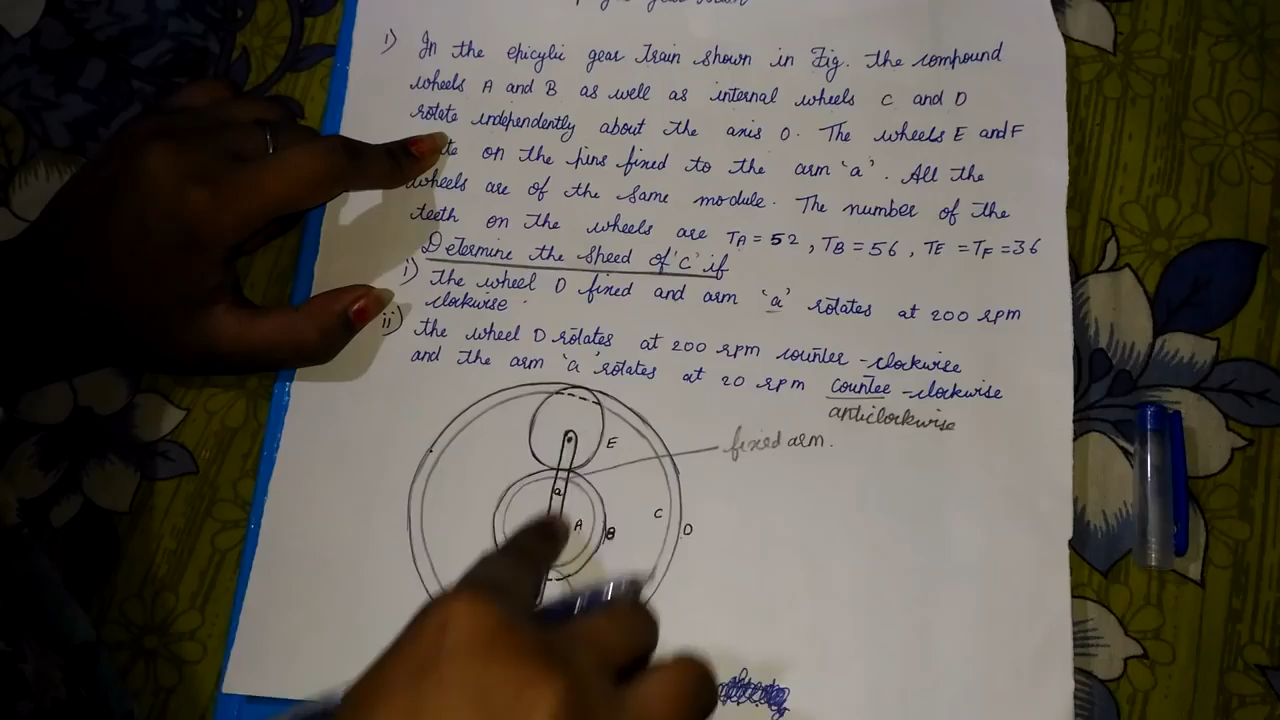 i) In the epicylic gear train shown in Fig. the compound
wheels A and B as well as internal wheels C and D
rotate independently about the axis O. The wheels E and F
on the pins fixed to the arm 'a'. All the
wheels are of the same module. The number of the
teeth on the wheels are TA = 52, TB = 56, TE = TF = 36
Determine the speed of 'C' if
i) the wheel D fixed and arm 'a' rotates at 200 rpm
clockwise.
ii) the wheel D rotates at 200 rpm counter-clockwise
and the arm 'a' rotates at 20 rpm countee-clockwise
anticlockwise
fixed arm.
E
a
A
B
C
D